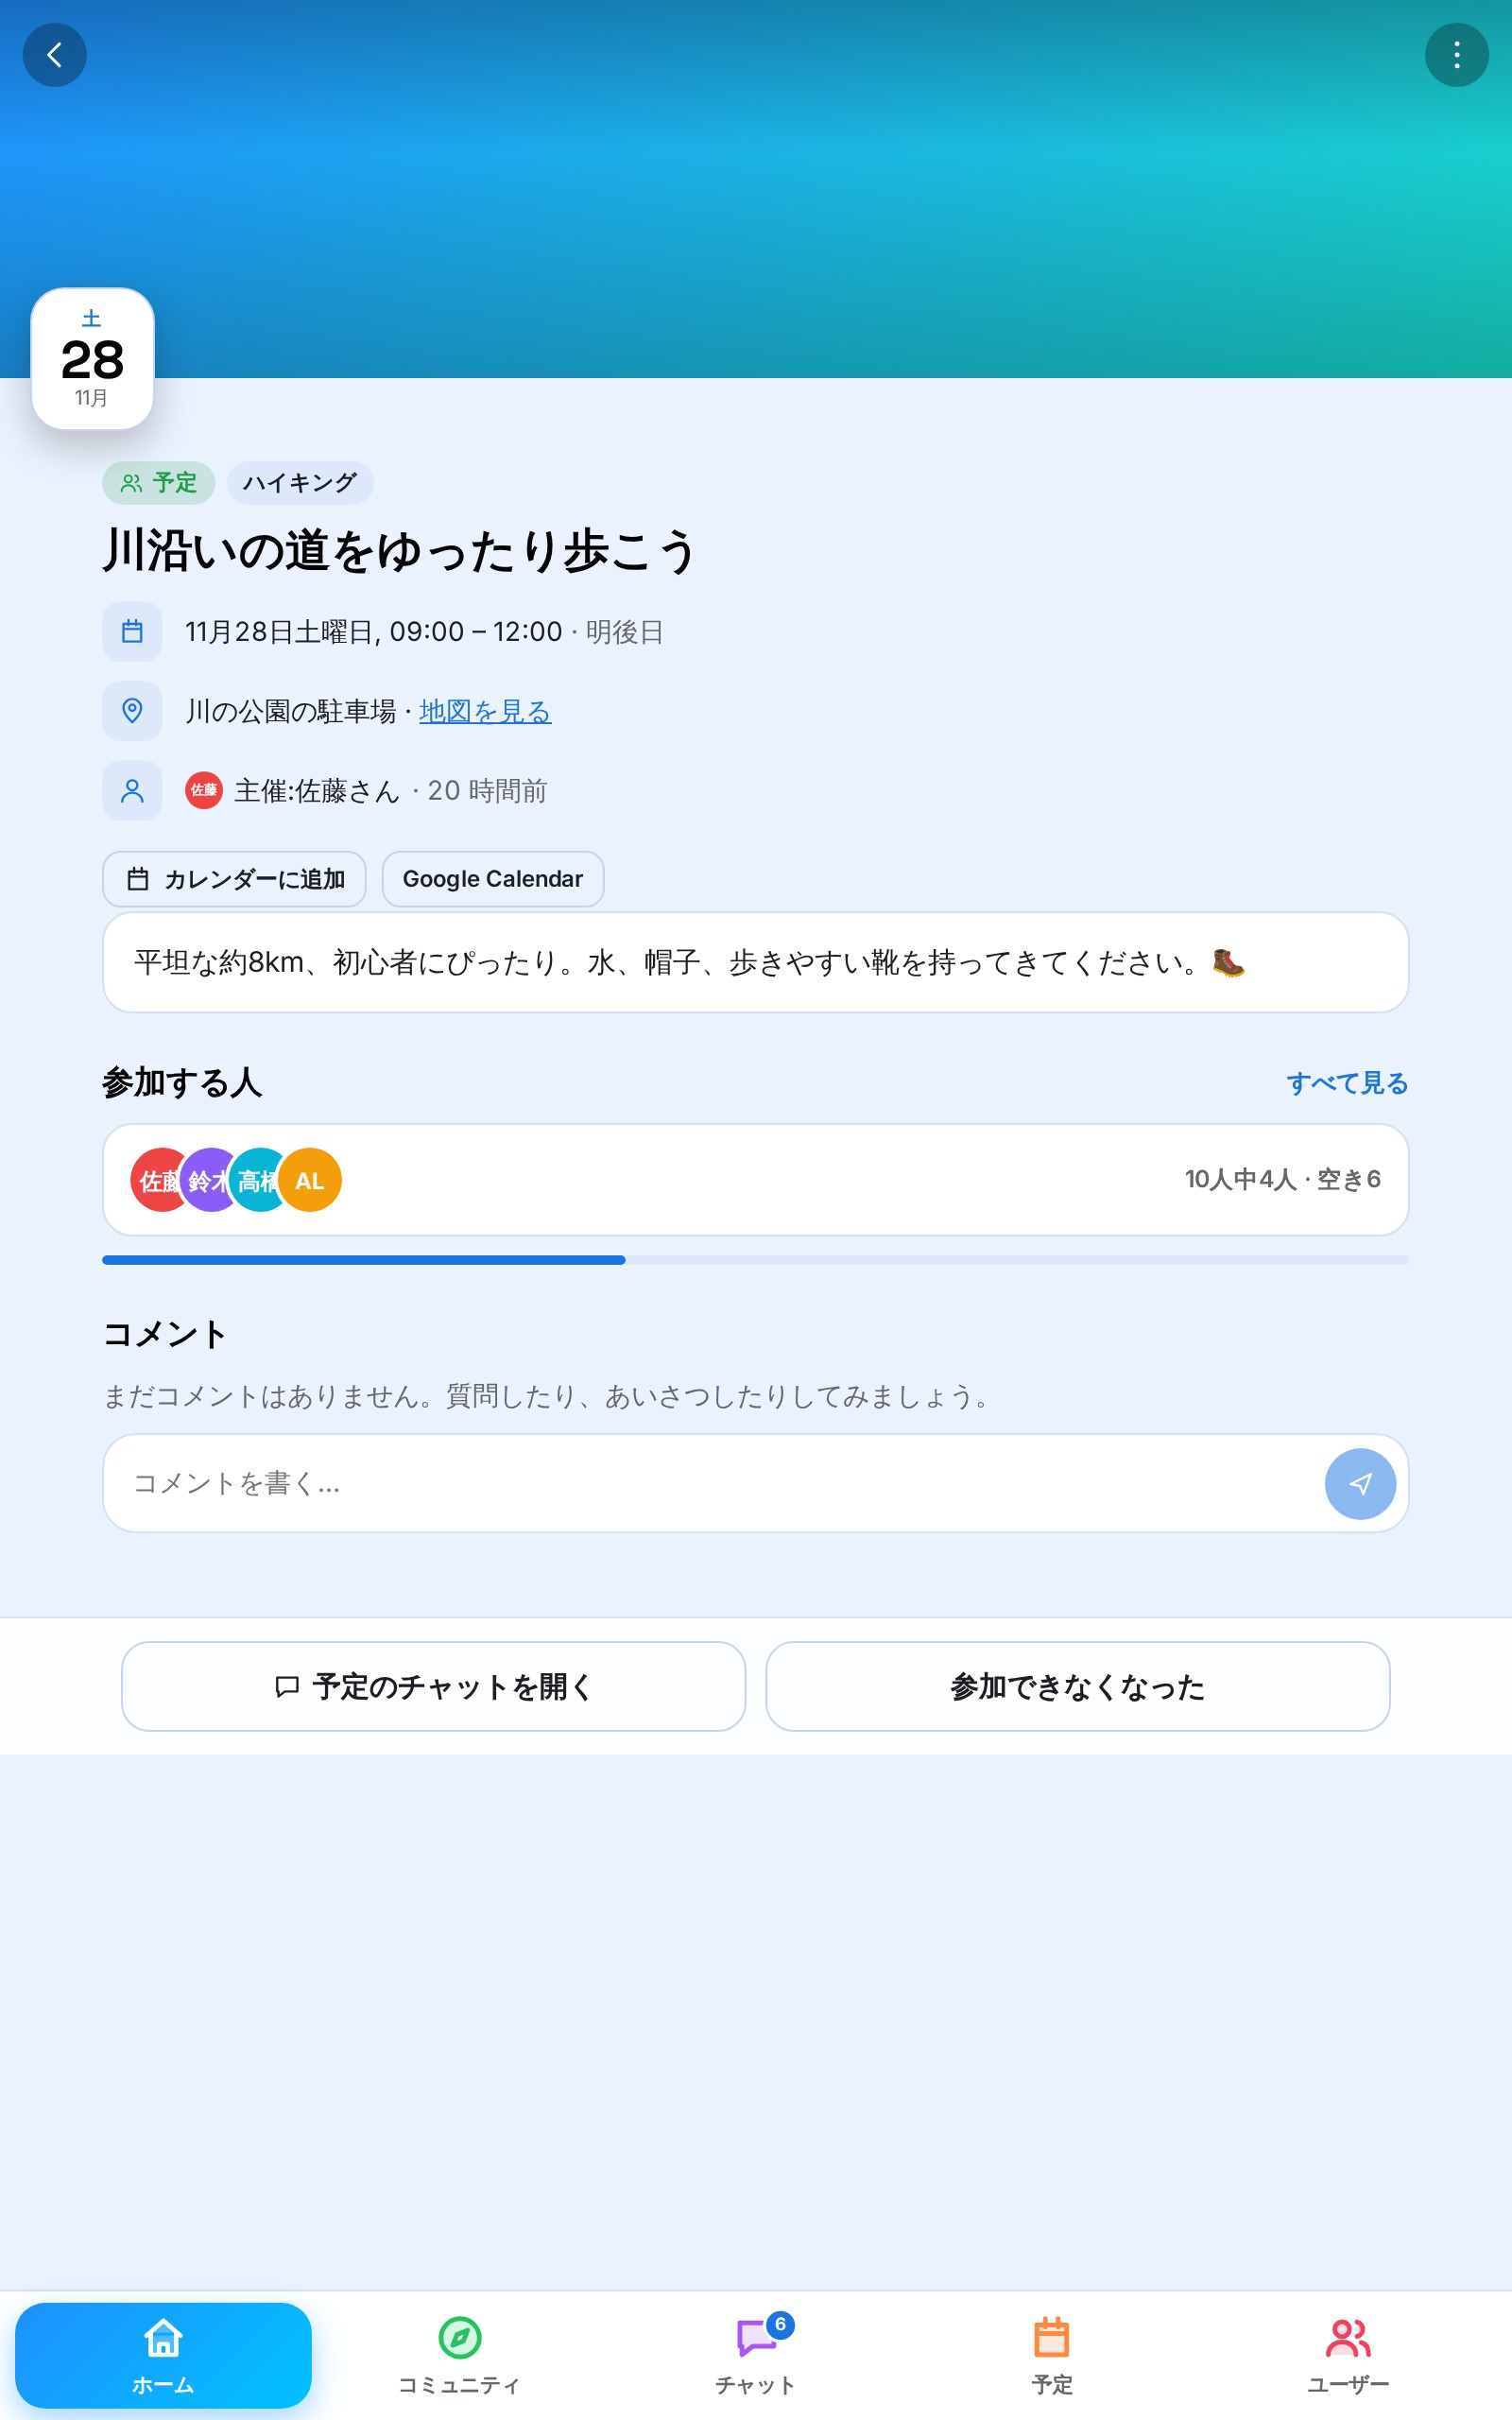 土
28
11月
予定
ハイキング
川沿いの道をゆったり歩こう
11月28日土曜日, 09:00 – 12:00 · 明後日
川の公園の駐車場 · 地図を見る
佐藤 主催:佐藤さん · 20 時間前
カレンダーに追加
Google Calendar
平坦な約8km、初心者にぴったり。水、帽子、歩きやすい靴を持ってきてください。🥾
参加する人
すべて見る
佐藤 鈴木 高橋 AL
10人中4人 · 空き6
コメント
まだコメントはありません。質問したり、あいさつしたりしてみましょう。
コメントを書く...
予定のチャットを開く
参加できなくなった
ホーム
コミュニティ
6
チャット
予定
ユーザー